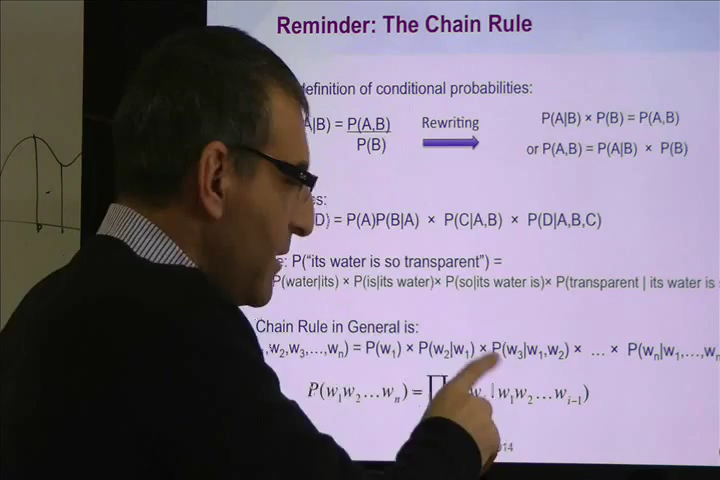 Reminder: The Chain Rule
definition of conditional probabilities:
A|B) = P(A,B)
P(B)
Rewriting
P(A|B) × P(B) = P(A,B)
or P(A,B) = P(A|B) × P(B)
D) = P(A)P(B|A) × P(C|A,B) × P(D|A,B,C)
P("its water is so transparent") =
P(water|its) × P(is|its water)× P(so|its water is)× P(transparent | its water is
Chain Rule in General is:
,w₂,w₃,…,wₙ) = P(w₁) × P(w₂|w₁) × P(w₃|w₁,w₂) × … × P(wₙ|w₁,…,wₙ
P(w₁w₂…wₙ) = ∏ | w₁w₂…wᵢ₋₁)